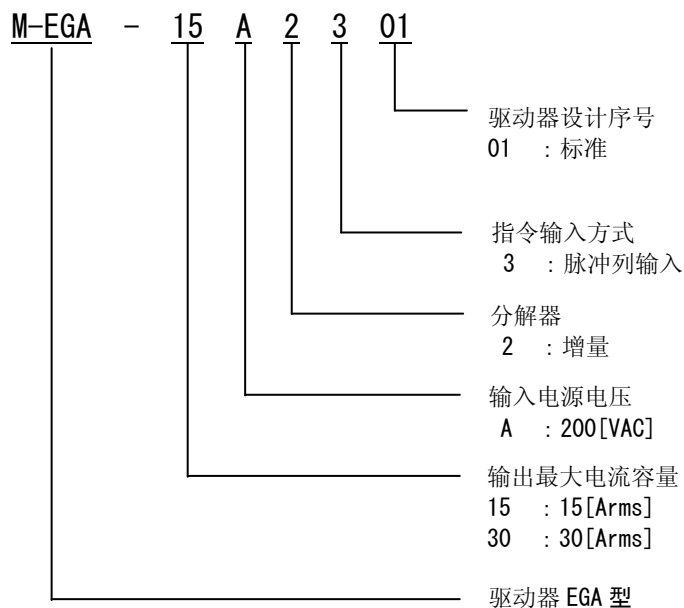 M-EGA - 15 A 2 3 01
驱动器设计序号
01 :标准
指令输入方式
3 :脉冲列输入
分解器
2 :增量
输入电源电压
A :200[VAC]
输出最大电流容量
15 :15[Arms]
30 :30[Arms]
驱动器 EGA 型